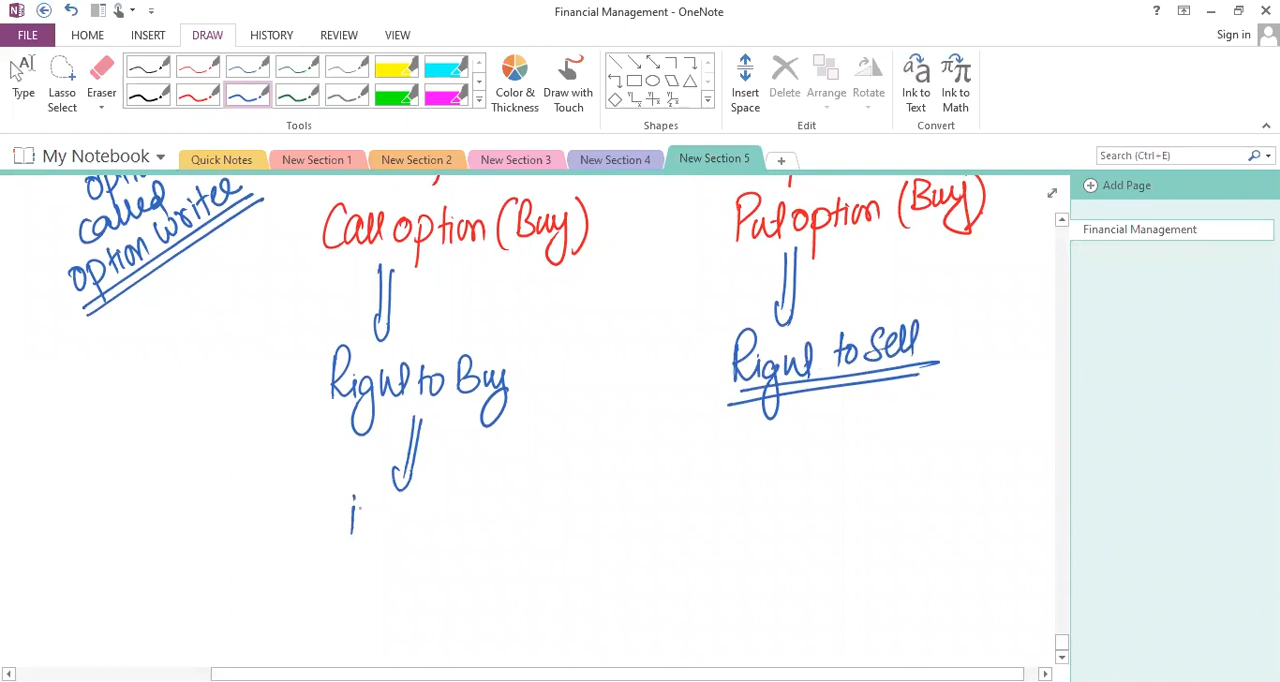 Financial Management - OneNote
FILE HOME INSERT DRAW HISTORY REVIEW VIEW
Sign in
Type
Lasso Select
Eraser
Color & Thickness
Draw with Touch
Insert Space
Delete
Arrange
Rotate
Ink to Text
Ink to Math
Tools
Shapes
Edit
Convert
My Notebook
Quick Notes
New Section 1
New Section 2
New Section 3
New Section 4
New Section 5
Search (Ctrl+E)
Add Page
Financial Management
called
option writer
Call option (Buy)
Put option (Buy)
Right to Buy
Right to Sell